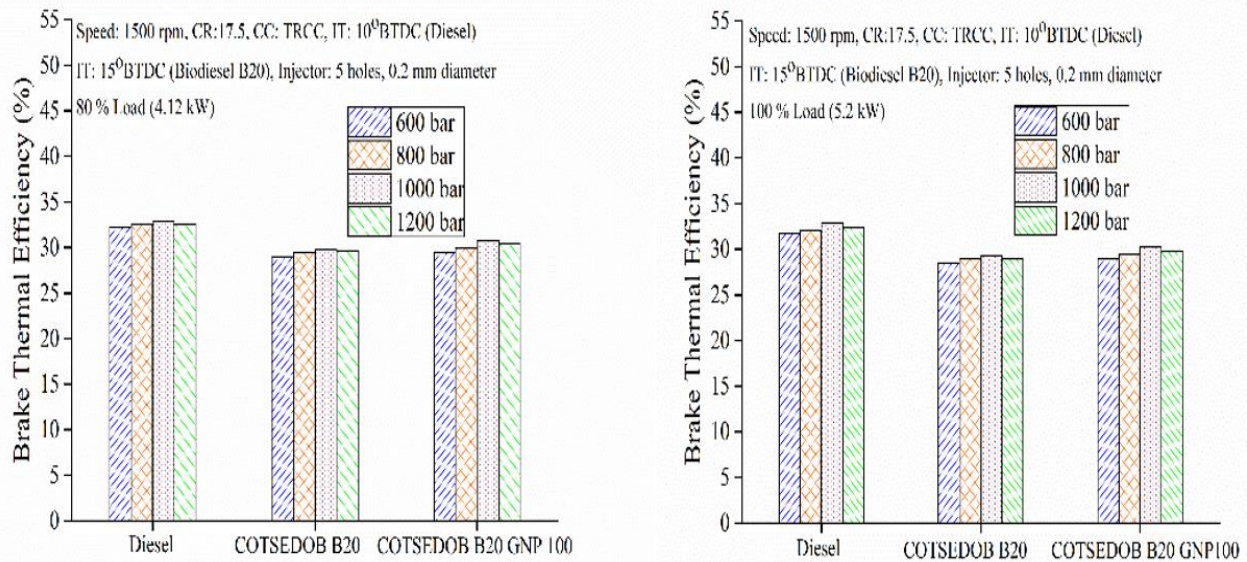 Speed: 1500 rpm, CR:17.5, CC: TRCC, IT: 10⁰BTDC (Diesel)
IT: 15⁰BTDC (Biodiesel B20), Injector: 5 holes, 0.2 mm diameter
80 % Load (4.12 kW)
600 bar
800 bar
1000 bar
1200 bar
Brake Thermal Efficiency (%)
55
50
45
40
35
30
25
20
15
10
5
0
Diesel
COTSEDOB B20
COTSEDOB B20 GNP 100
Speed: 1500 rpm, CR:17.5, CC: TRCC, IT: 10⁰BTDC (Diesel)
IT: 15⁰BTDC (Biodiesel B20), Injector: 5 holes, 0.2 mm diameter
100 % Load (5.2 kW)
600 bar
800 bar
1000 bar
1200 bar
Brake Thermal Efficiency (%)
55
50
45
40
35
30
25
20
15
10
5
0
Diesel
COTSEDOB B20
COTSEDOB B20 GNP100